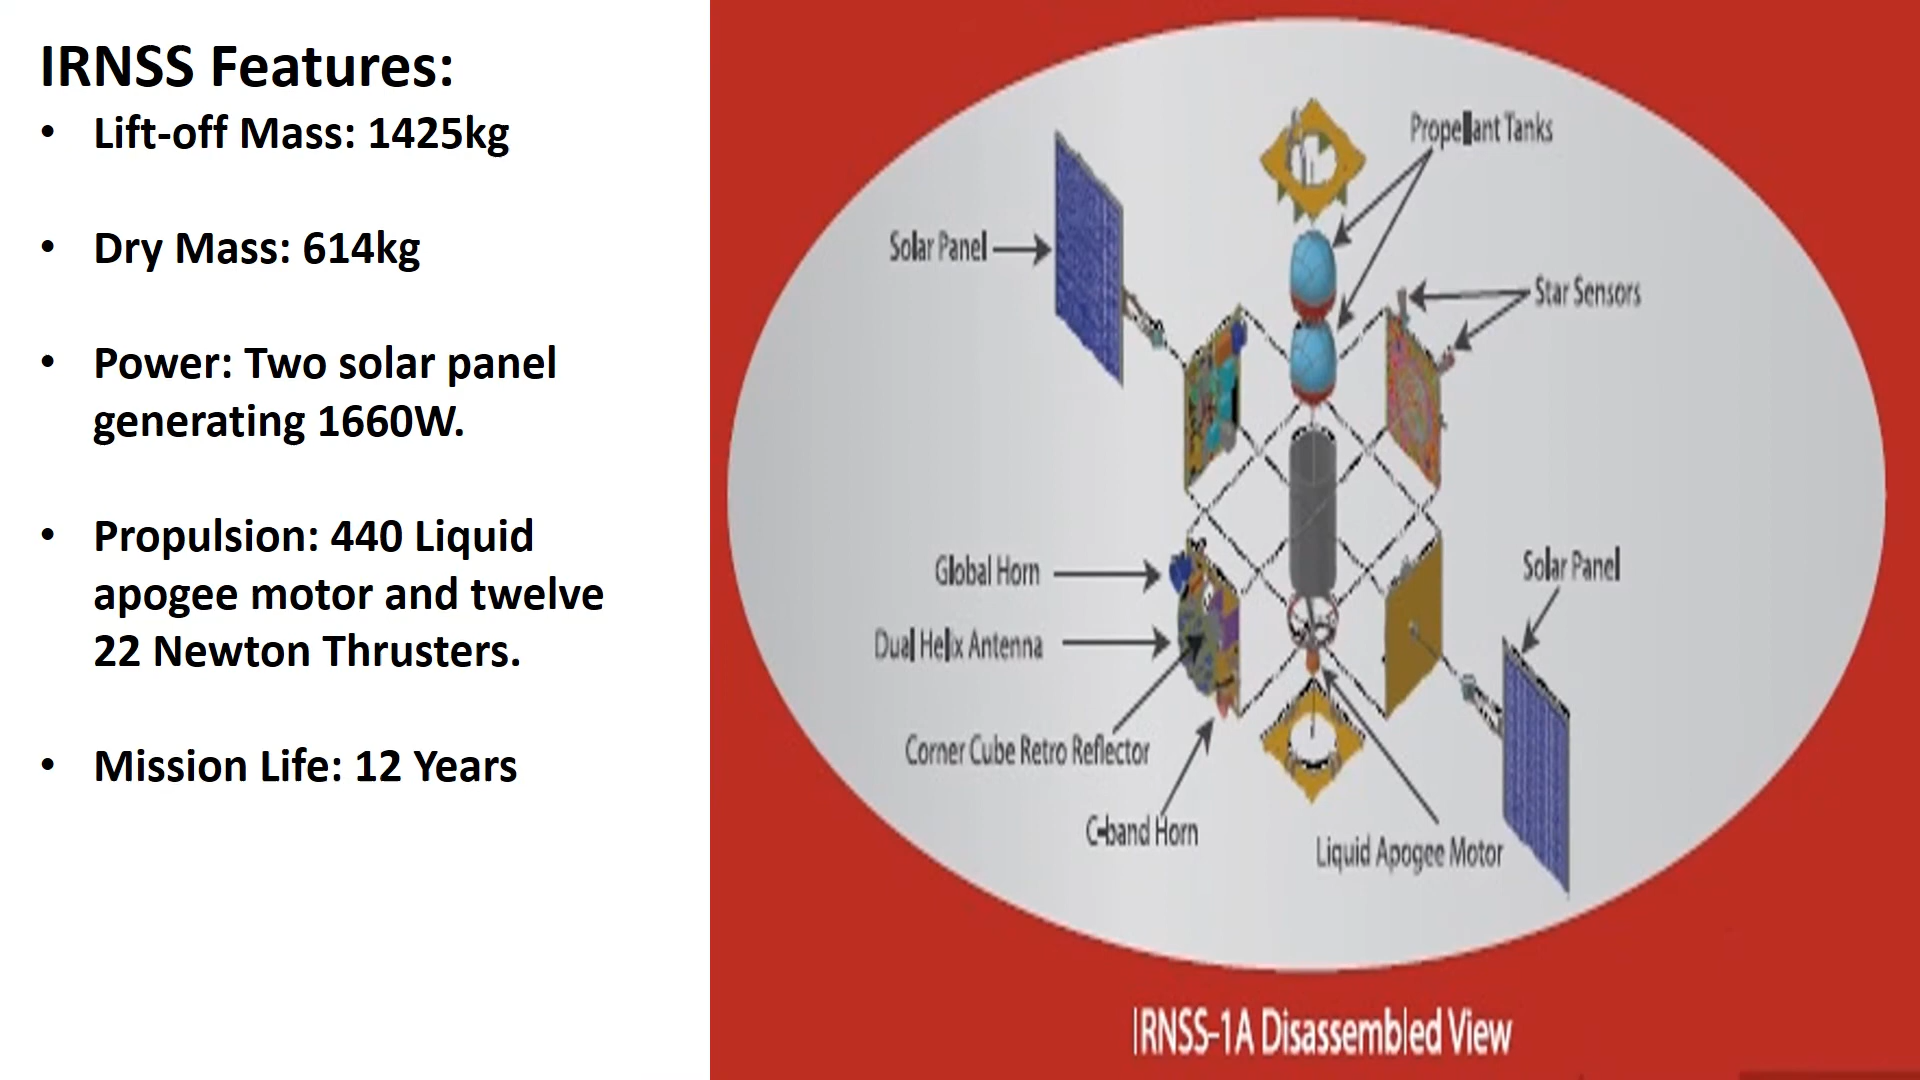 IRNSS Features:
• Lift-off Mass: 1425kg
• Dry Mass: 614kg
• Power: Two solar panel
generating 1660W.
• Propulsion: 440 Liquid
apogee motor and twelve
22 Newton Thrusters.
• Mission Life: 12 Years
Propellant Tanks
Solar Panel
Star Sensors
Global Horn
Solar Panel
Dual Helix Antenna
Corner Cube Retro Reflector
C-band Horn
Liquid Apogee Motor
IRNSS-1A Disassembled View